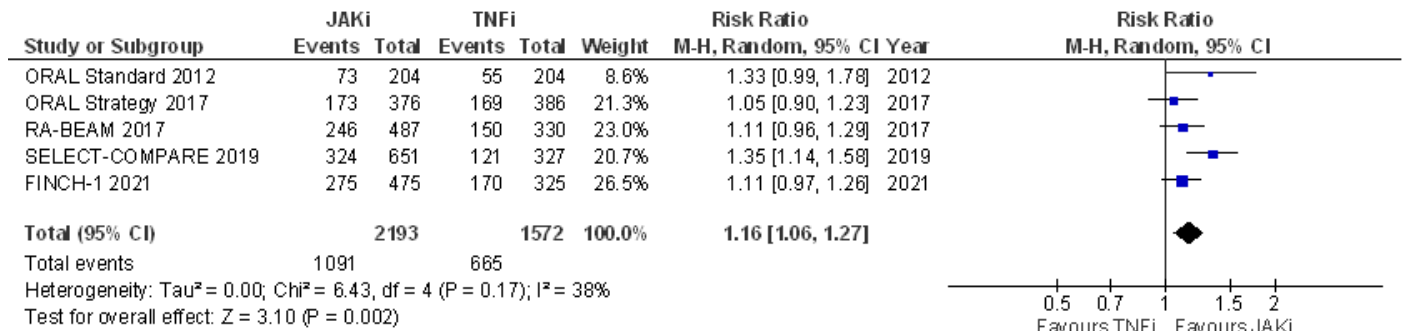 JAKi TNFi Risk Ratio Risk Ratio
Study or Subgroup Events Total Events Total Weight M-H, Random, 95% CI Year M-H, Random, 95% CI
ORAL Standard 2012 73 204 55 204 8.6% 1.33 [0.99, 1.78] 2012
ORAL Strategy 2017 173 376 169 386 21.3% 1.05 [0.90, 1.23] 2017
RA-BEAM 2017 246 487 150 330 23.0% 1.11 [0.96, 1.29] 2017
SELECT-COMPARE 2019 324 651 121 327 20.7% 1.35 [1.14, 1.58] 2019
FINCH-1 2021 275 475 170 325 26.5% 1.11 [0.97, 1.26] 2021
Total (95% CI) 2193 1572 100.0% 1.16 [1.06, 1.27]
Total events 1091 665
Heterogeneity: Tau² = 0.00; Chi² = 6.43, df = 4 (P = 0.17); I² = 38%
Test for overall effect: Z = 3.10 (P = 0.002)
0.5 0.7 1 1.5 2
Favours TNFi Favours JAKi